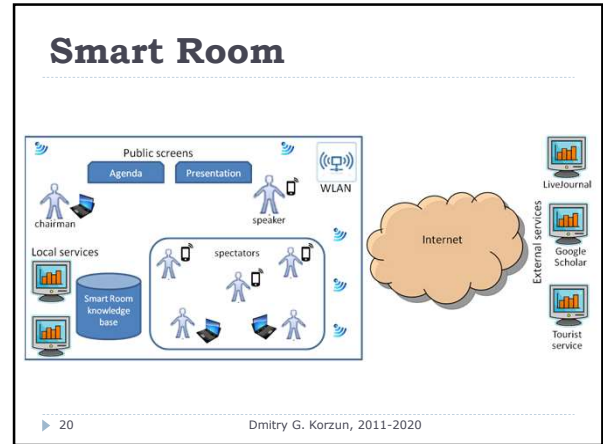 Smart Room
Public screens
Agenda
Presentation
WLAN
chairman
speaker
Local services
spectators
Smart Room
knowledge
base
Internet
External services
LiveJournal
Google
Scholar
Tourist
service
20
Dmitry G. Korzun, 2011-2020